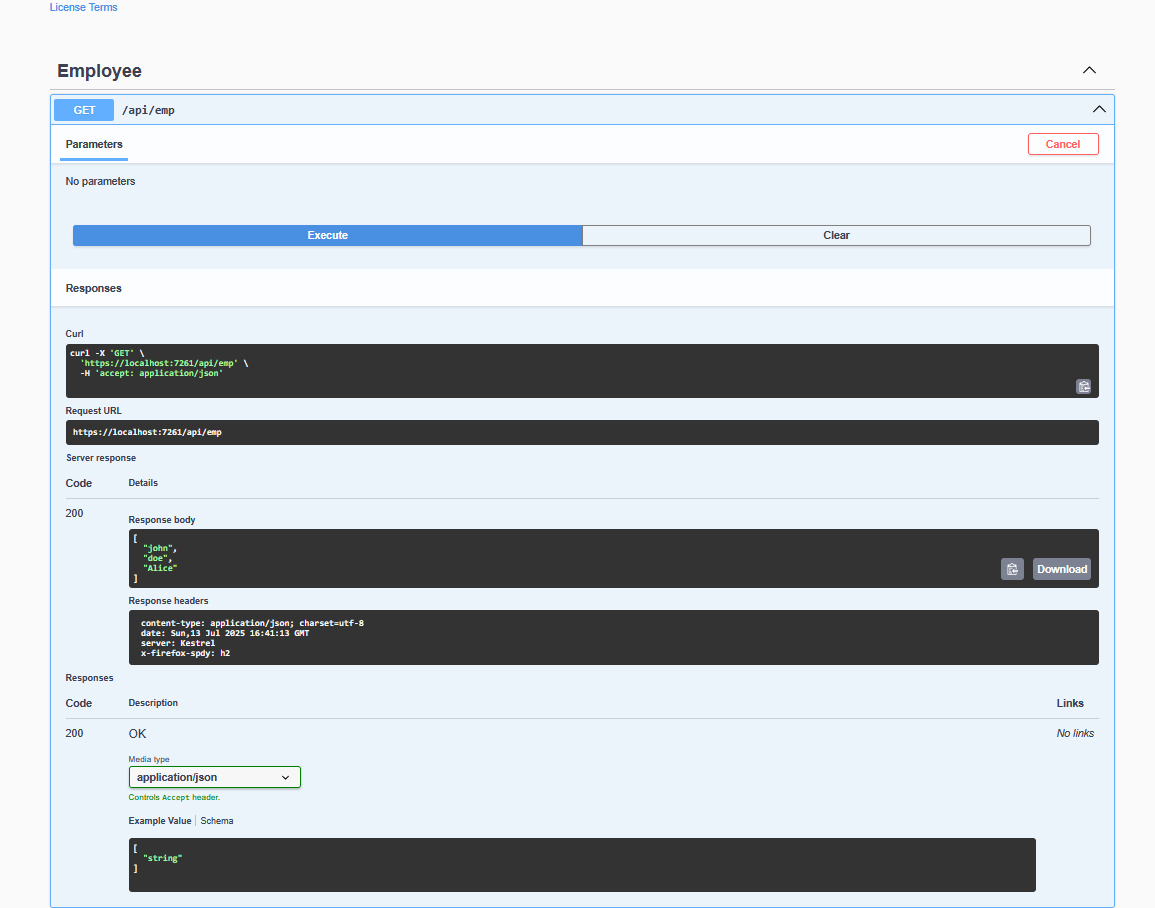 License Terms
Employee
GET /api/emp
Parameters
Cancel
No parameters
Execute
Clear
Responses
Curl
curl -X 'GET' \
  'https://localhost:7261/api/emp' \
  -H 'accept: application/json'
Request URL
https://localhost:7261/api/emp
Server response
Code Details
200
Response body
[
  "john",
  "doe",
  "Alice"
]
Download
Response headers
content-type: application/json; charset=utf-8
date: Sun,13 Jul 2025 16:41:13 GMT
server: Kestrel
x-firefox-spdy: h2
Responses
Code Description Links
200 OK No links
Media type
application/json
Controls Accept header.
Example Value Schema
[
  "string"
]